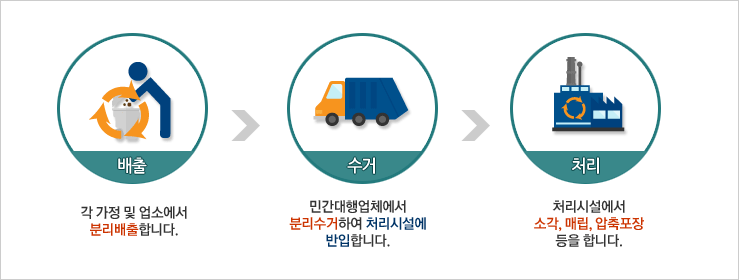 배출
각 가정 및 업소에서
분리배출합니다.
수거
민간대행업체에서
분리수거하여 처리시설에
반입합니다.
처리
처리시설에서
소각, 매립, 압축포장
등을 합니다.